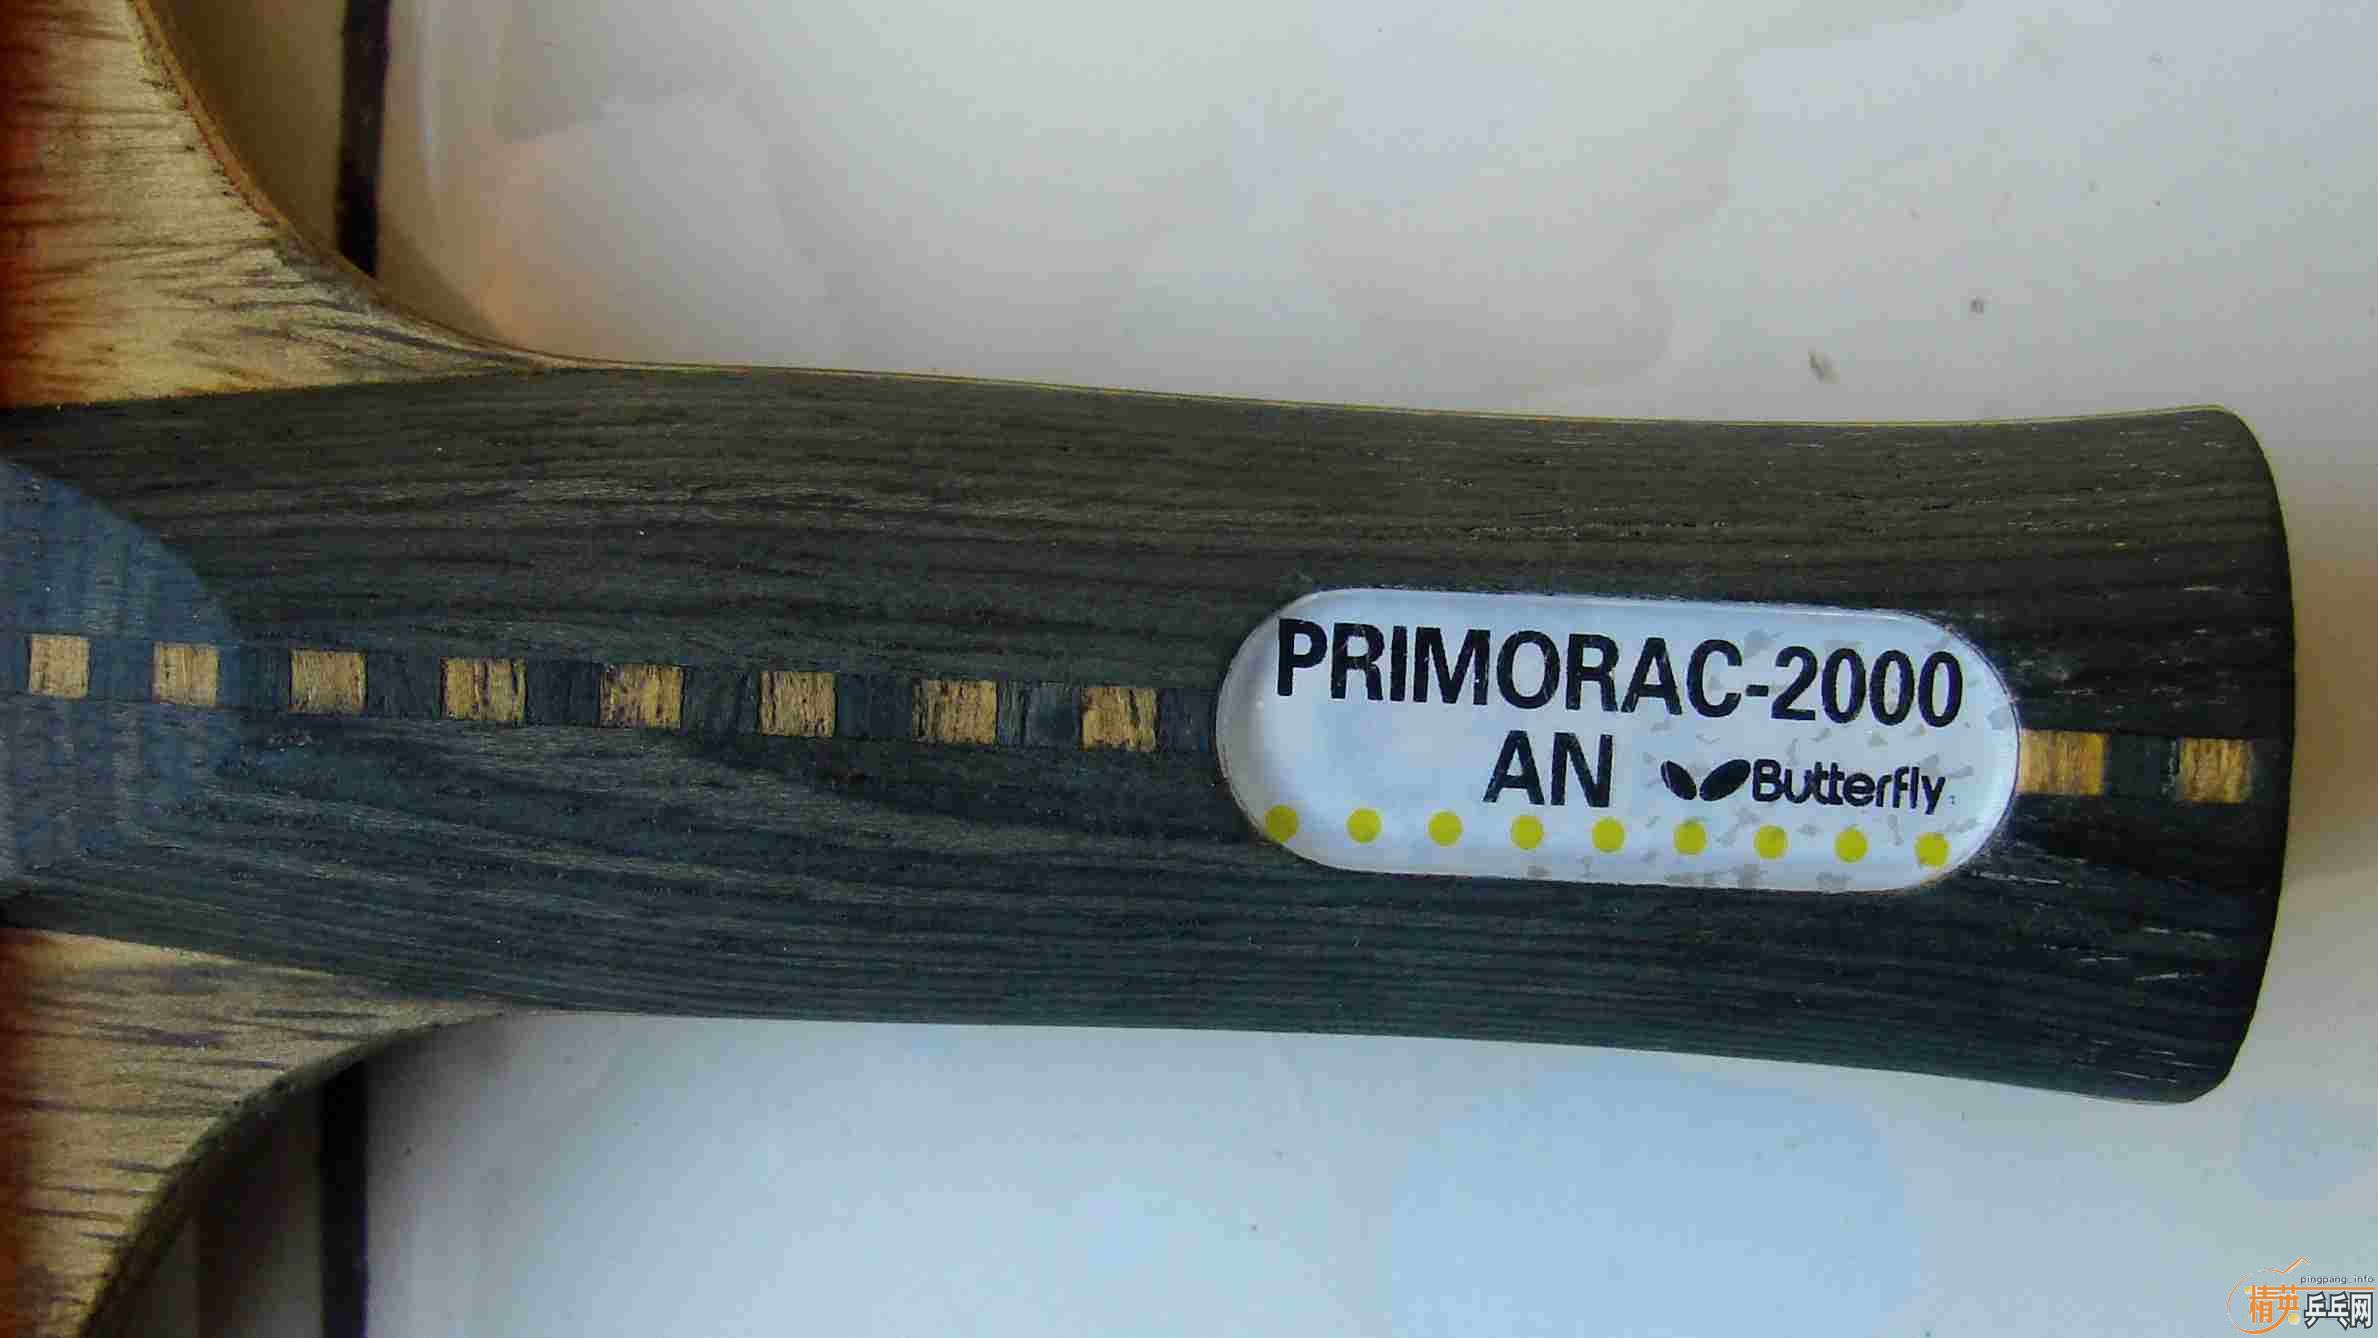 PRIMORAC-2000
AN Butterfly
pingpang.info
精英乒乓网